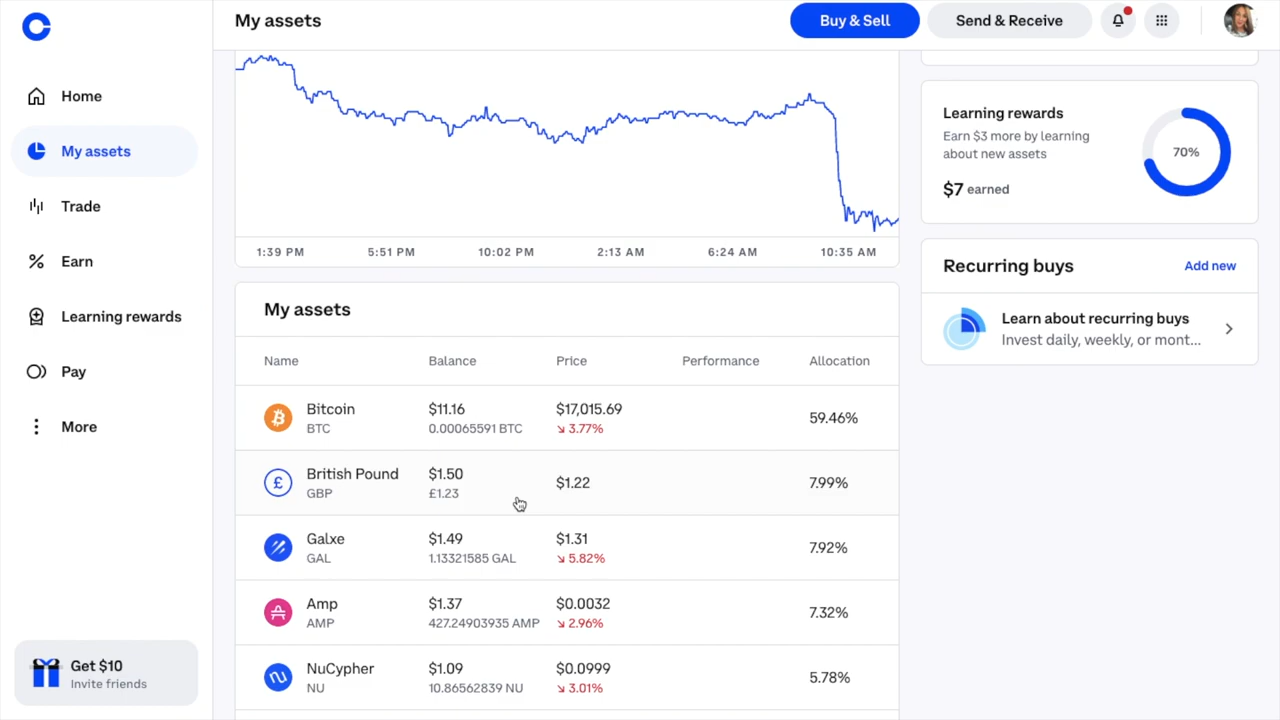 My assets
Buy & Sell
Send & Receive
Home
My assets
Trade
Earn
Learning rewards
Pay
More
Get $10
Invite friends
1:39 PM 5:51 PM 10:02 PM 2:13 AM 6:24 AM 10:35 AM
My assets
Name Balance Price Performance Allocation
Bitcoin $11.16 $17,015.69 59.46%
BTC 0.00065591 BTC ↘ 3.77%
British Pound $1.50 $1.22 7.99%
GBP £1.23
Galxe $1.49 $1.31 7.92%
GAL 1.13321585 GAL ↘ 5.82%
Amp $1.37 $0.0032 7.32%
AMP 427.24903935 AMP ↘ 2.96%
NuCypher $1.09 $0.0999 5.78%
NU 10.86562839 NU ↘ 3.01%
Learning rewards
Earn $3 more by learning
about new assets
$7 earned
70%
Recurring buys Add new
Learn about recurring buys
Invest daily, weekly, or mont...